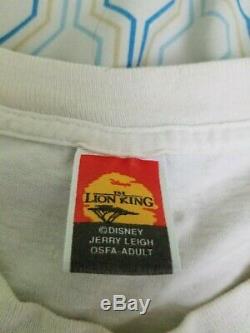 Disney's
THE
LION KING
©DISNEY
JERRY LEIGH
OSFA-ADULT